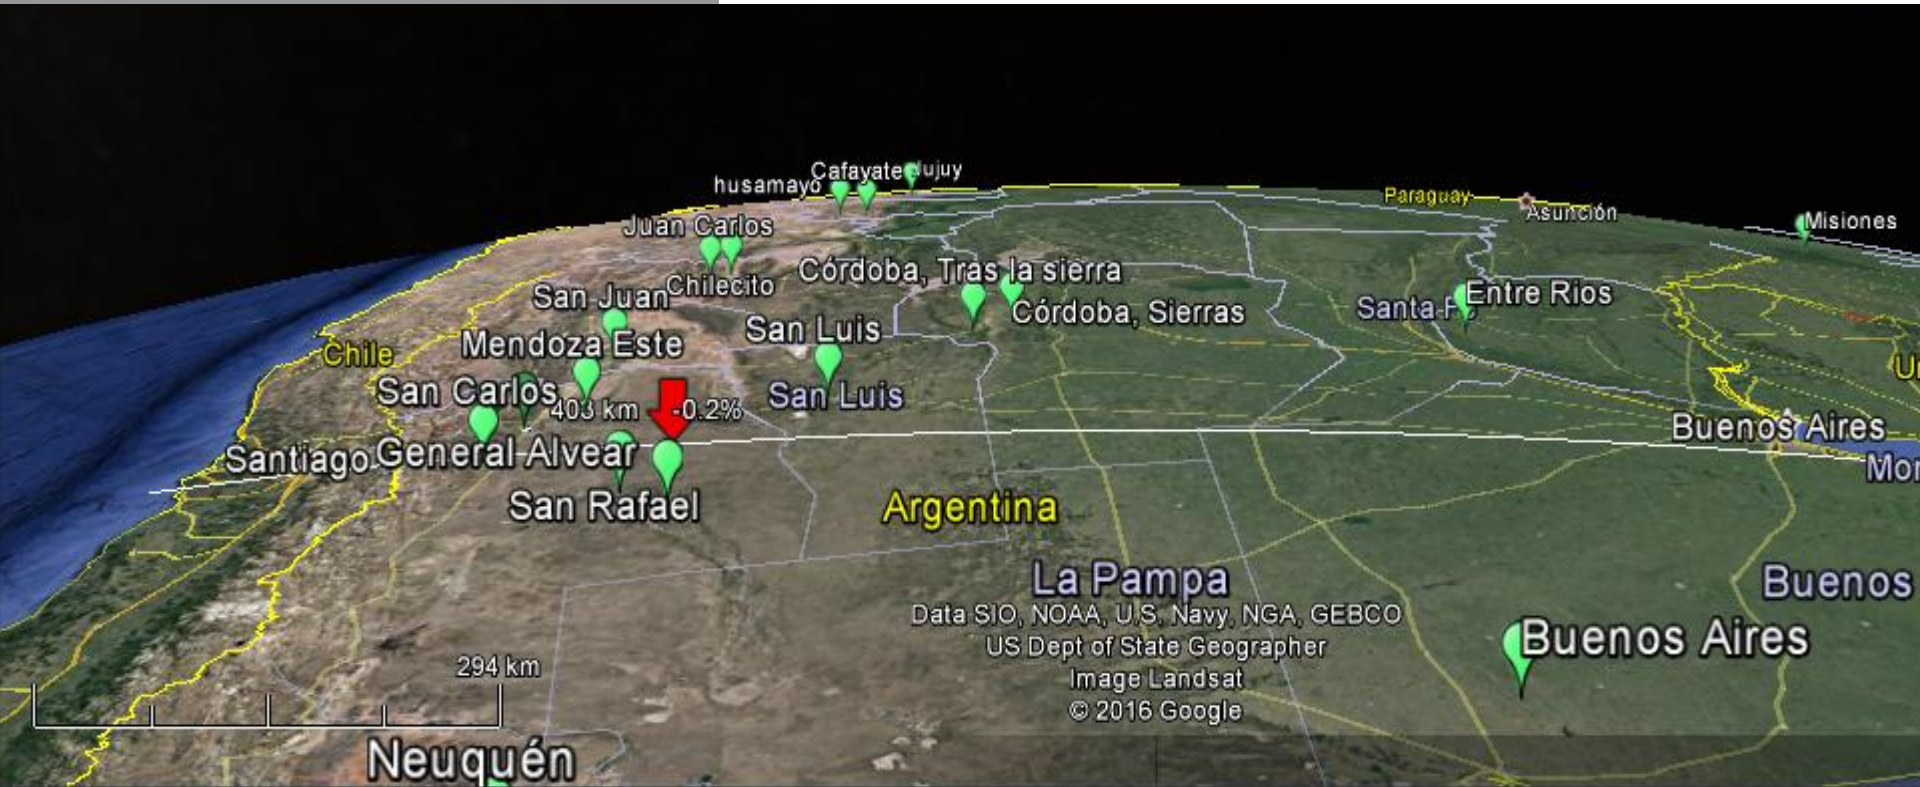 Cafayate
Jujuy
husamayo
Paraguay
Asunción
Misiones
Juan Carlos
Córdoba, Tras la sierra
Chilecito
San Juan
Entre Rios
Santa Fe
Córdoba, Sierras
San Luis
Mendoza Este
Chile
San Carlos
San Luis
403 km
-0.2%
Buenos Aires
Santiago
General Alvear
Mor
San Rafael
Argentina
La Pampa
Buenos
Data SIO, NOAA, U.S. Navy, NGA, GEBCO
US Dept of State Geographer
Image Landsat
© 2016 Google
Buenos Aires
294 km
Neuquén